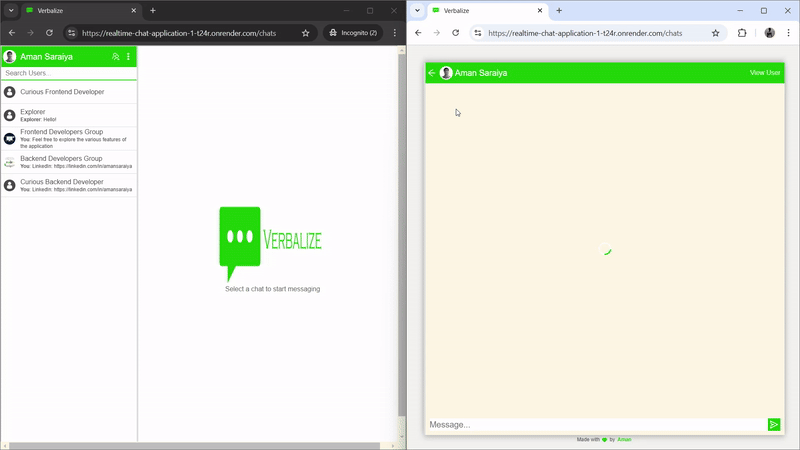 Verbalize
https://realtime-chat-application-1-t24r.onrender.com/chats
Incognito (2)
Aman Saraiya
Search Users...
Curious Frontend Developer
Explorer
Explorer: Hello!
Frontend Developers Group
You: Feel free to explore the various features of
the application
Backend Developers Group
You: LinkedIn: https://linkedin.com/in/amansaraiya
Curious Backend Developer
You: LinkedIn: https://linkedin.com/in/amansaraiya
VERBALIZE
Select a chat to start messaging
Verbalize
https://realtime-chat-application-1-t24r.onrender.com/chats
Aman Saraiya
View User
Message...
Made with by Aman